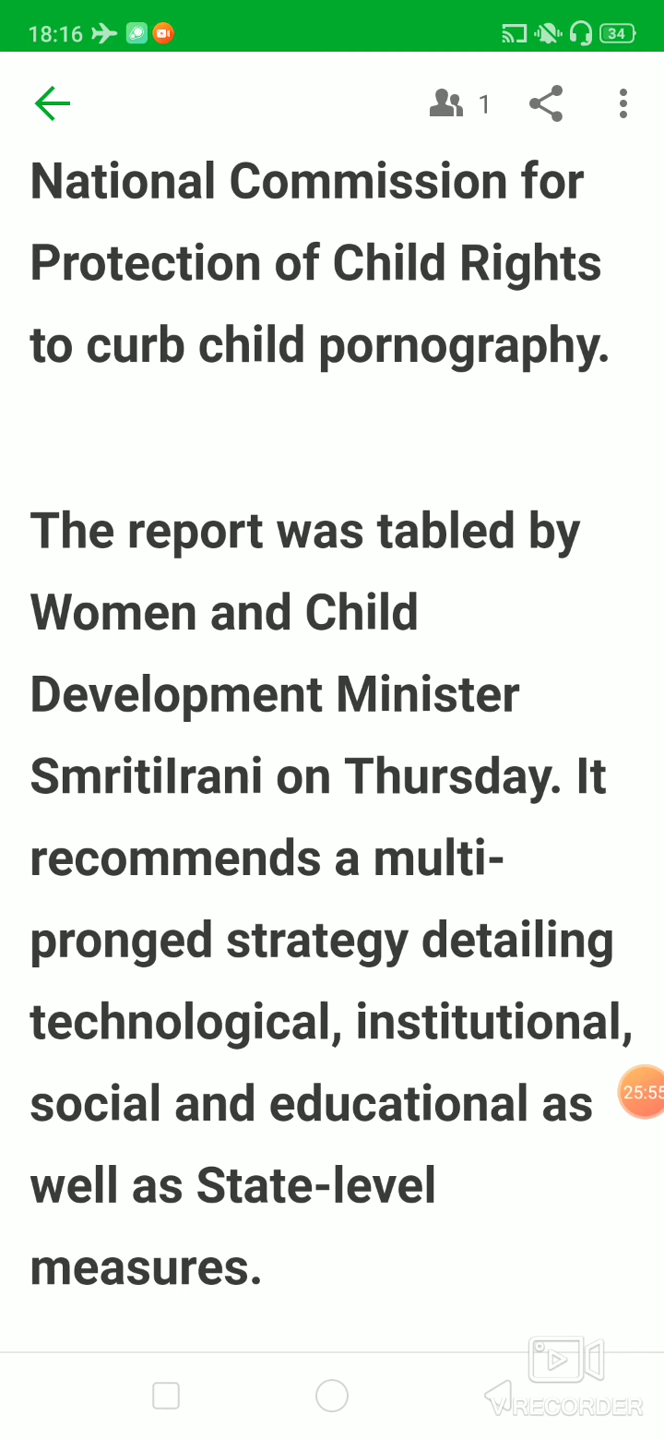 18:16
34
1
National Commission for
Protection of Child Rights
to curb child pornography.
The report was tabled by
Women and Child
Development Minister
SmritiIrani on Thursday. It
recommends a multi-
pronged strategy detailing
technological, institutional,
social and educational as
25:55
well as State-level
measures.
VRECORDER